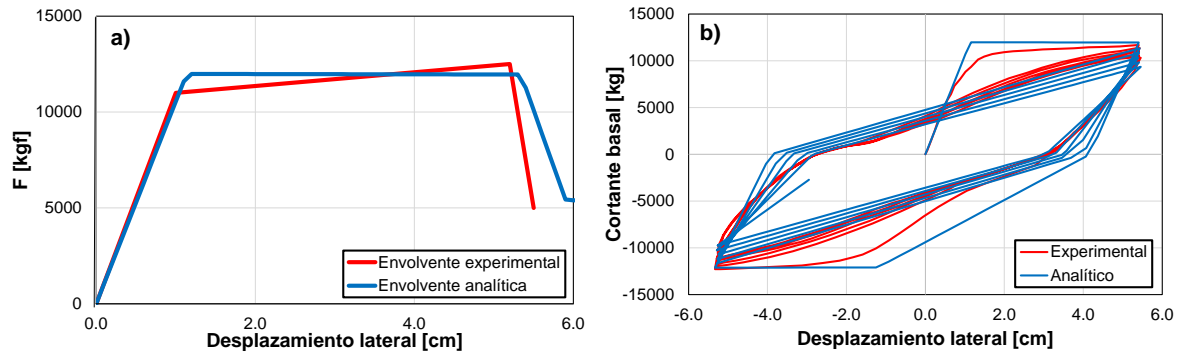 a)
F [kgf]
15000
10000
5000
0
0.0 2.0 4.0 6.0
Desplazamiento lateral [cm]
Envolvente experimental
Envolvente analítica
b)
Cortante basal [kg]
15000
10000
5000
0
-5000
-10000
-15000
-6.0 -4.0 -2.0 0.0 2.0 4.0 6.0
Desplazamiento lateral [cm]
Experimental
Analítico